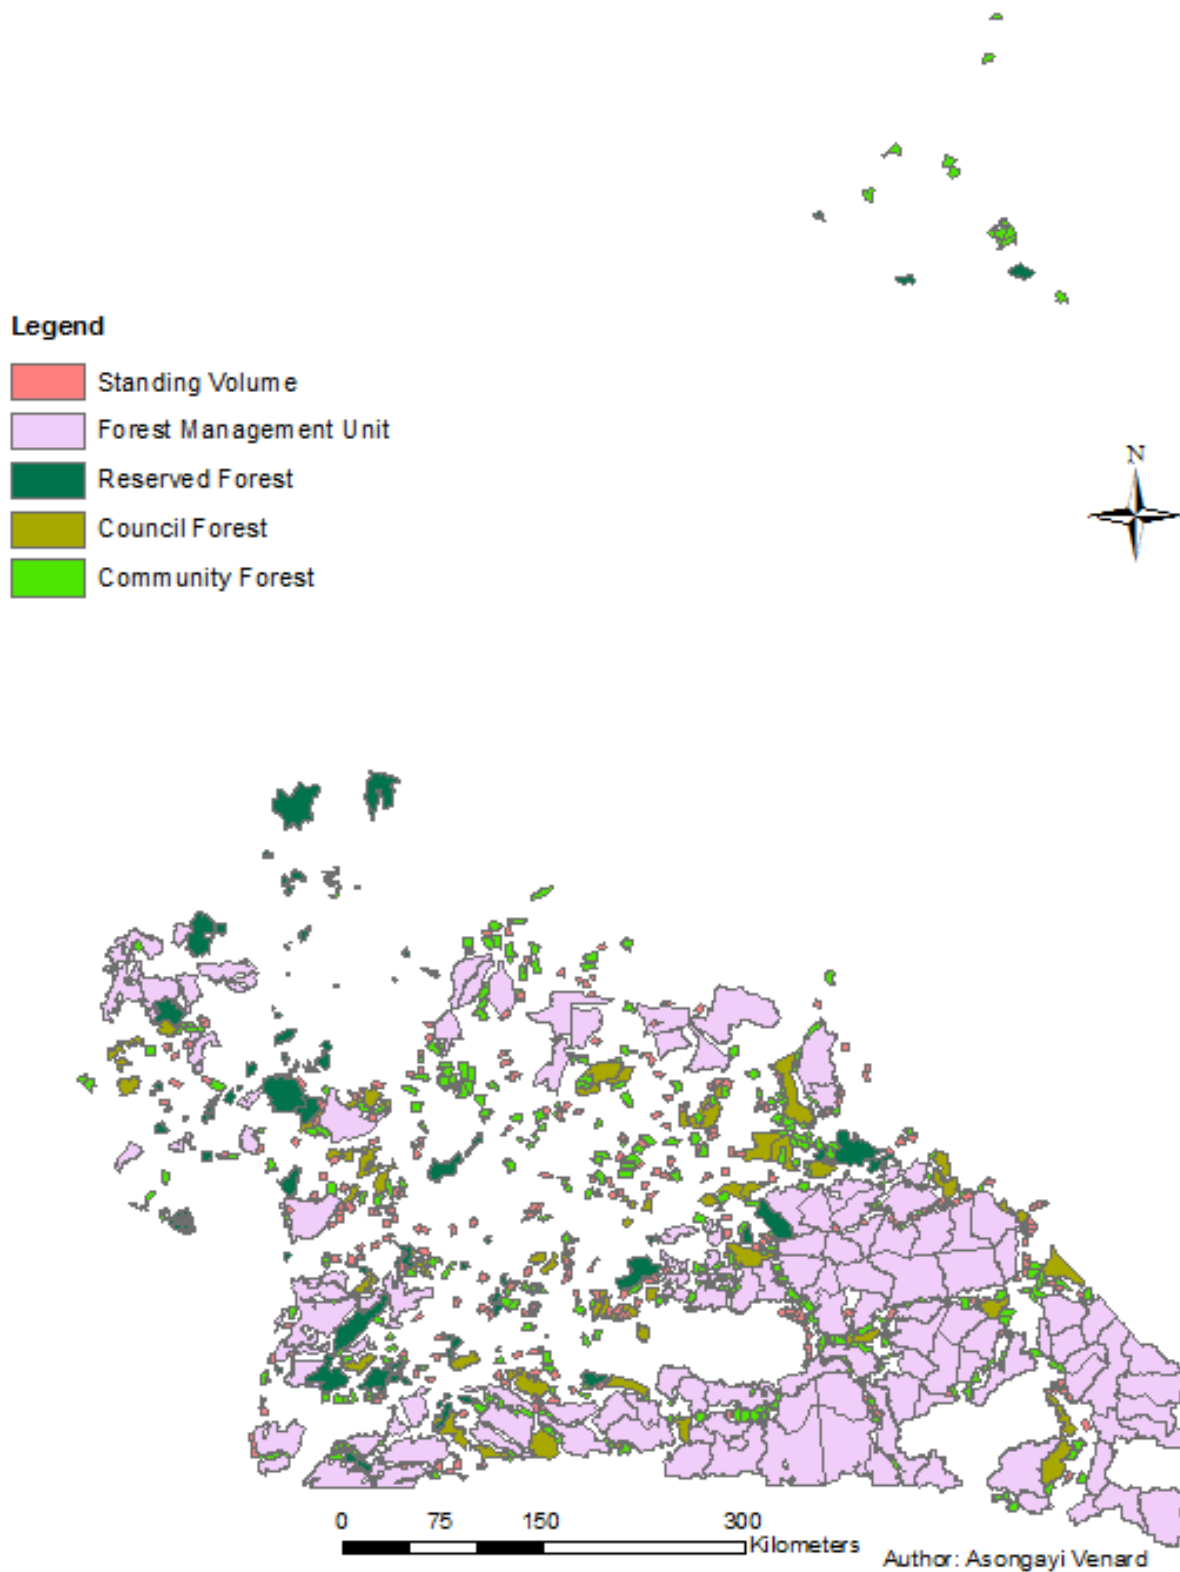 Legend
Standing Volume
Forest Management Unit
Reserved Forest
Council Forest
Community Forest
N
0 75 150 300
Kilometers
Author: Asongayi Venard